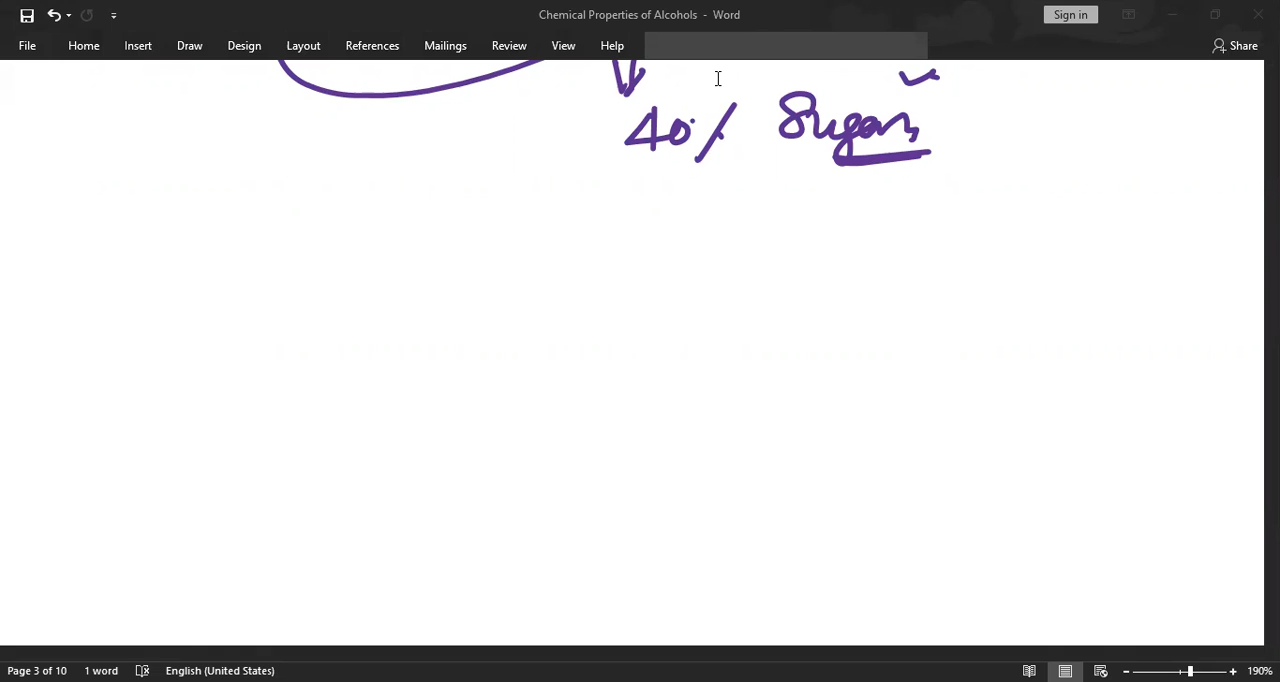 Chemical Properties of Alcohols - Word
Sign in
File Home Insert Draw Design Layout References Mailings Review View Help
Share
40% Sugars
Page 3 of 10 1 word English (United States)
190%